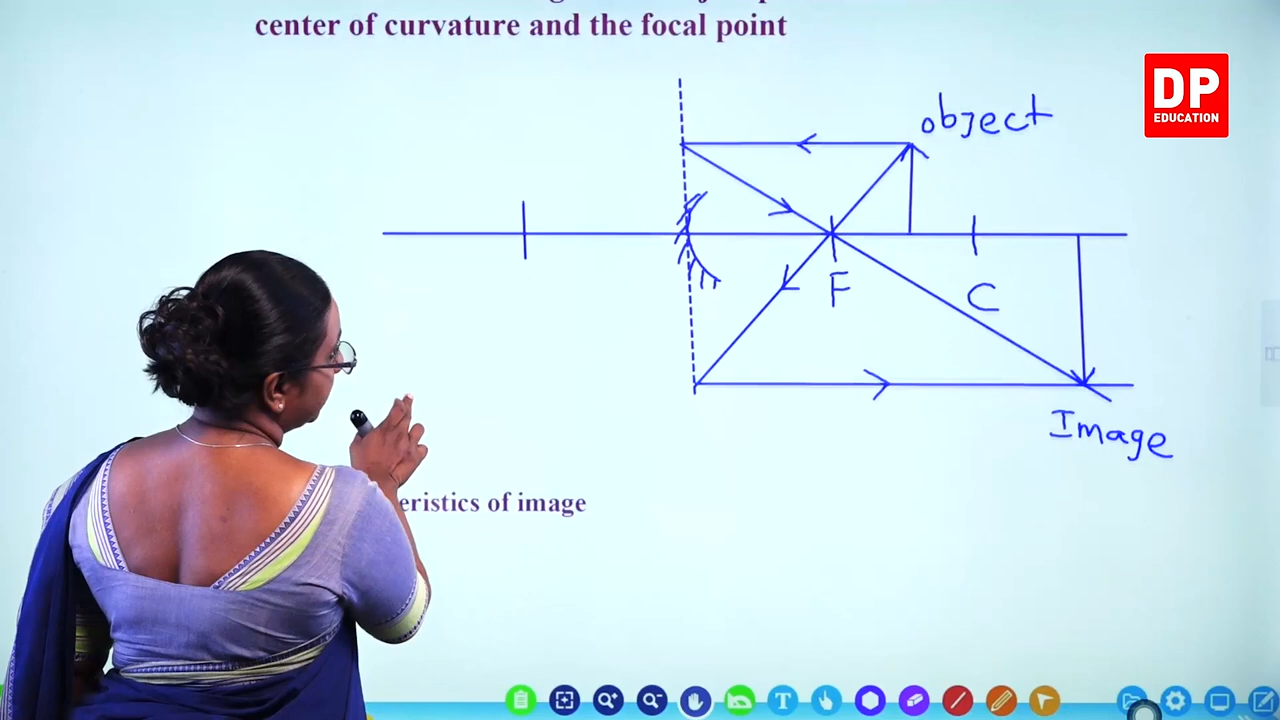 center of curvature and the focal point
DP
EDUCATION
object
F
C
Image
eristics of image
T